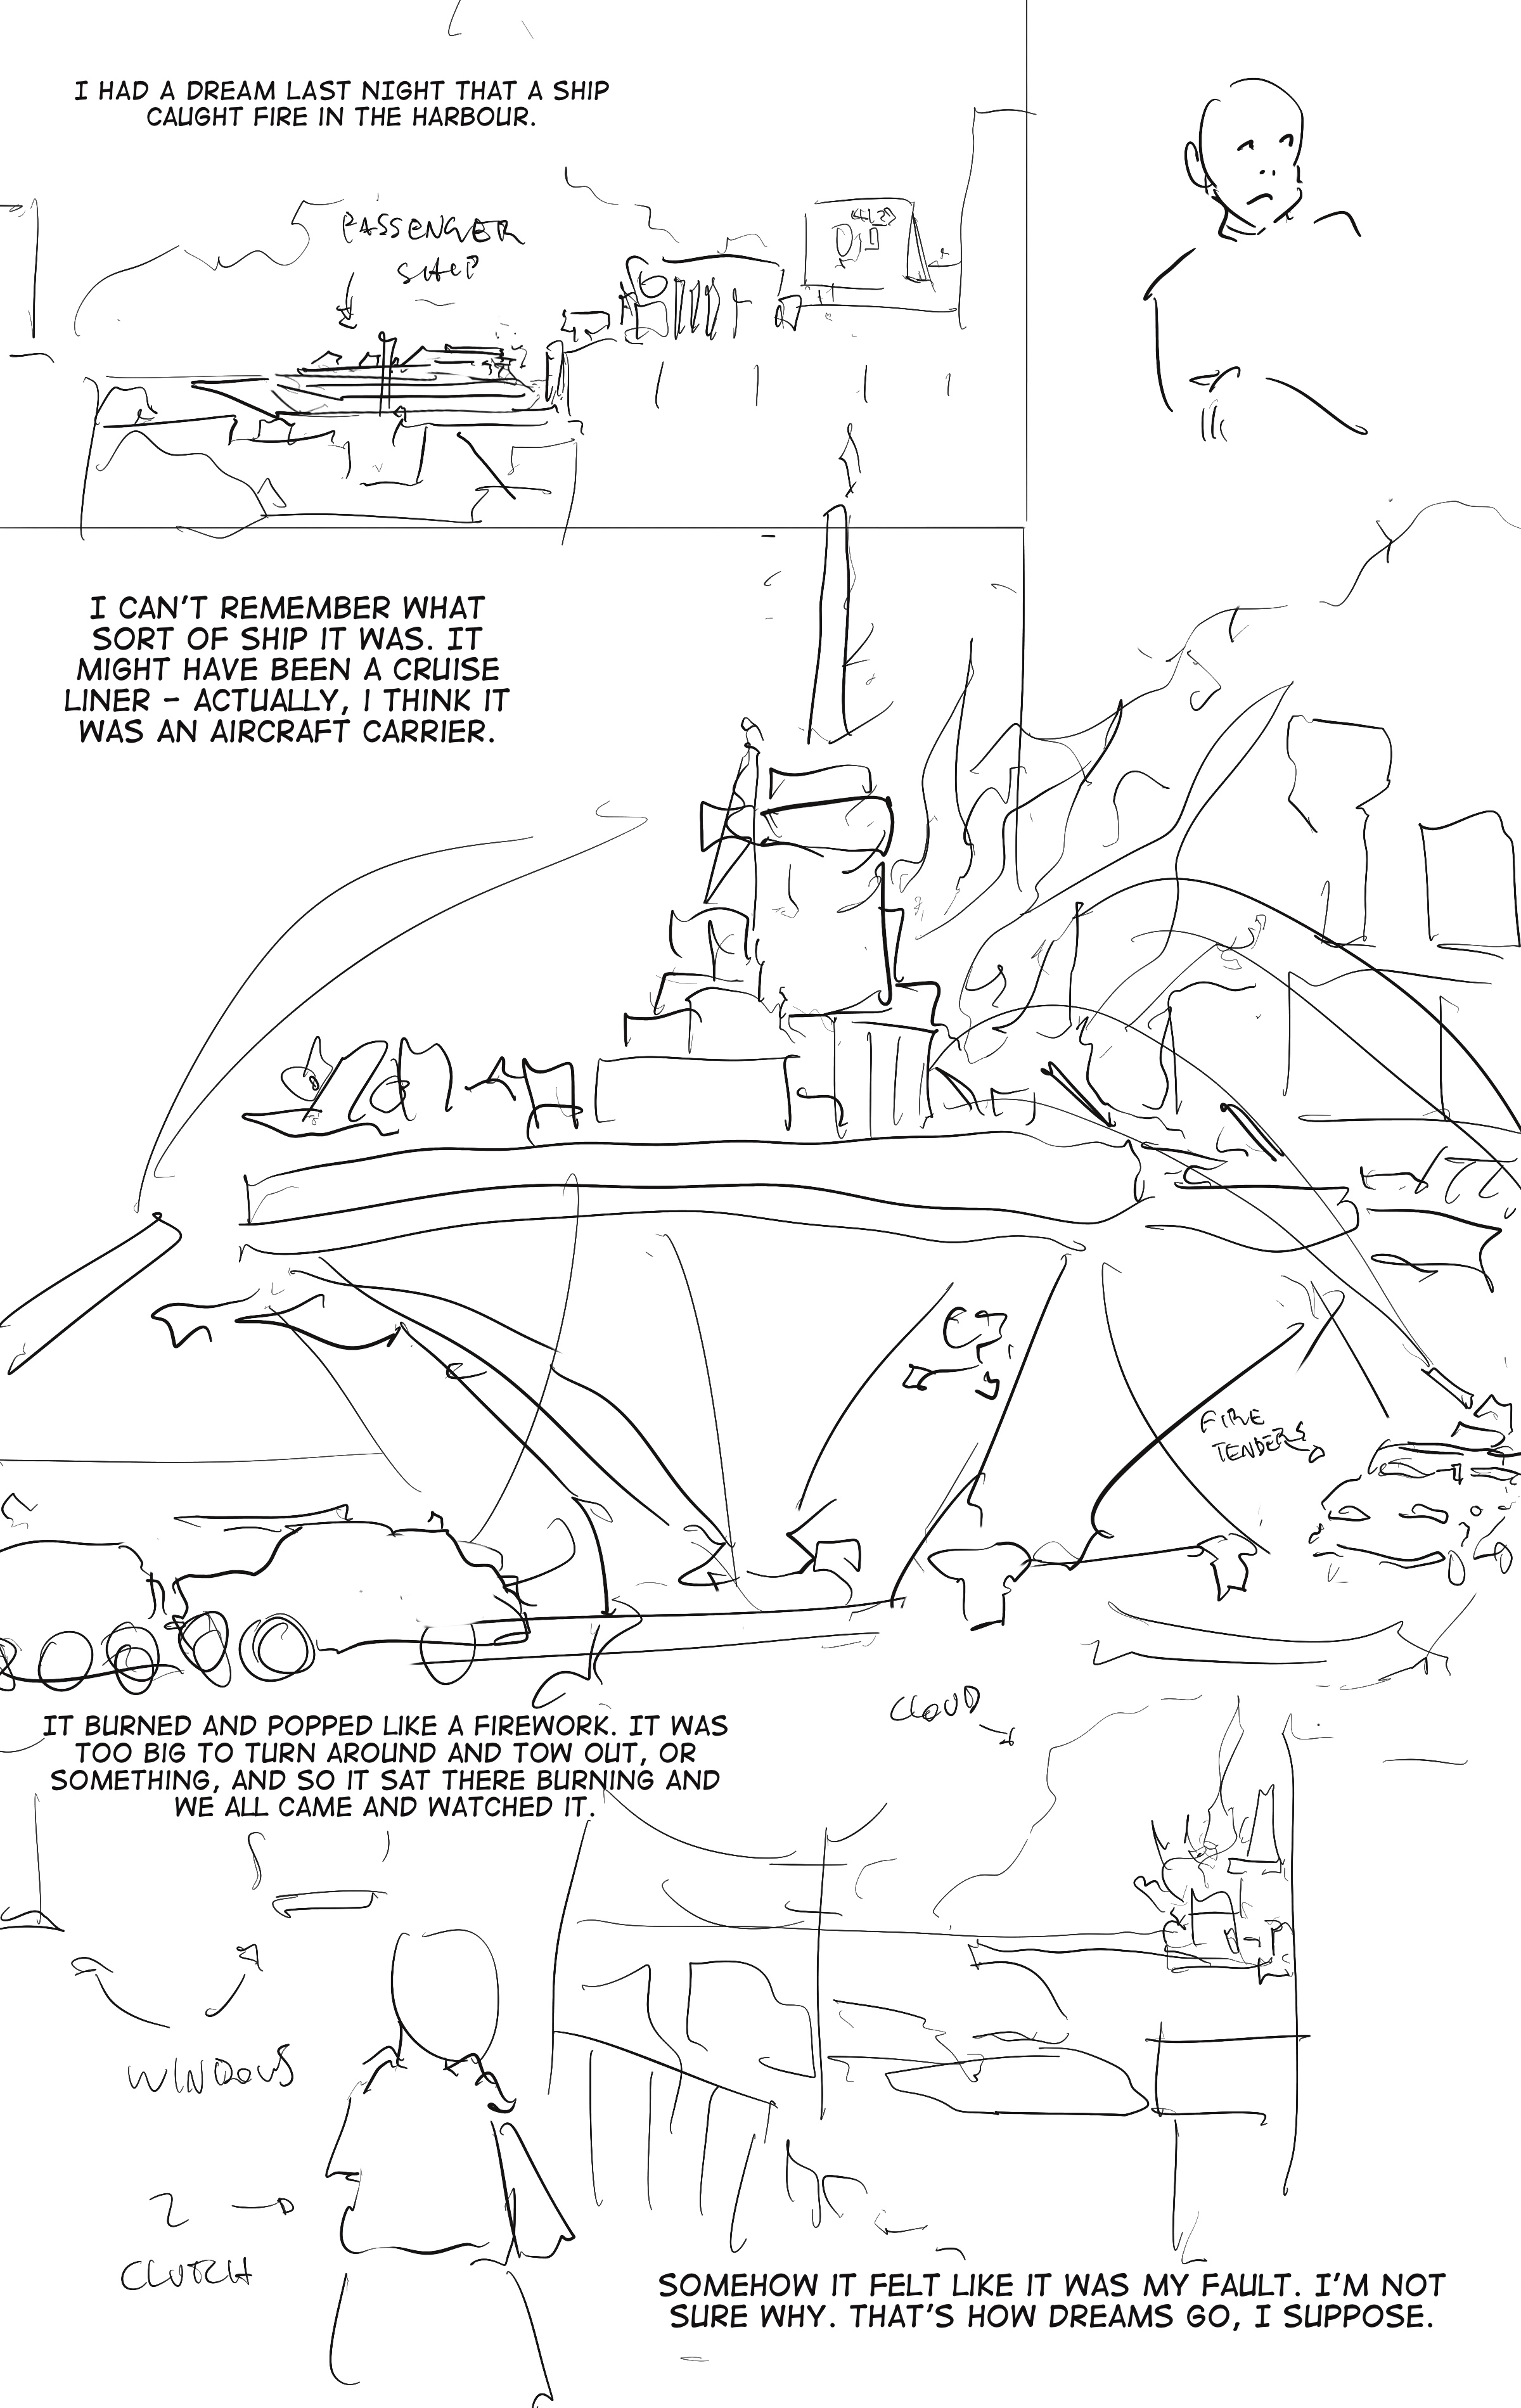 I HAD A DREAM LAST NIGHT THAT A SHIP
CAUGHT FIRE IN THE HARBOUR.
PASSENGER
SHIP
I CAN'T REMEMBER WHAT
SORT OF SHIP IT WAS. IT
MIGHT HAVE BEEN A CRUISE
LINER – ACTUALLY, I THINK IT
WAS AN AIRCRAFT CARRIER.
FIRE
TENDERS
IT BURNED AND POPPED LIKE A FIREWORK. IT WAS
TOO BIG TO TURN AROUND AND TOW OUT, OR
SOMETHING, AND SO IT SAT THERE BURNING AND
WE ALL CAME AND WATCHED IT.
CLOUD
WINDOWS
CLUTCH
SOMEHOW IT FELT LIKE IT WAS MY FAULT. I'M NOT
SURE WHY. THAT'S HOW DREAMS GO, I SUPPOSE.